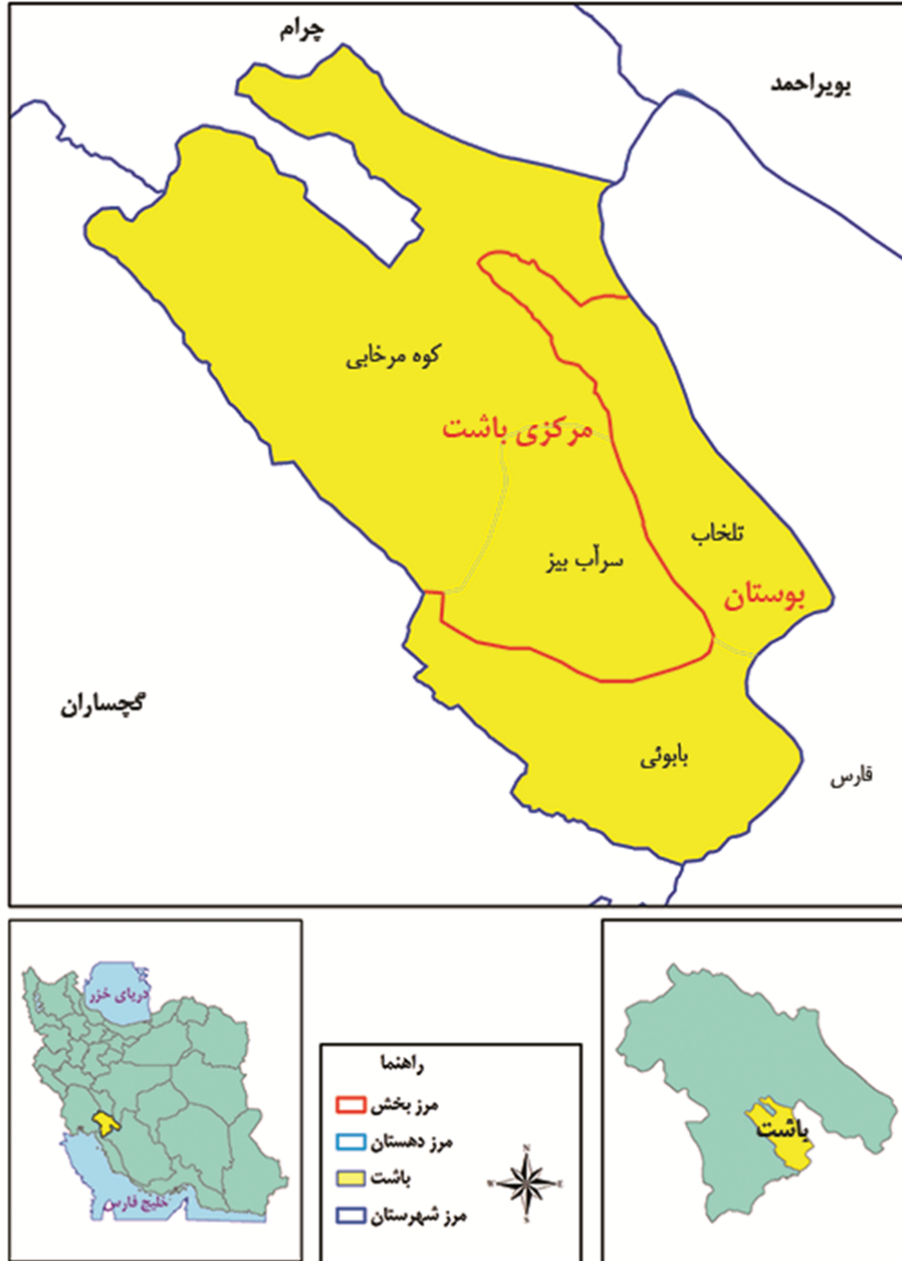 چرام
بویراحمد
کوه مرخابی
مرکزی باشت
تلخاب
سرآب بیز
بوستان
گچساران
بابوئی
فارس
دریای خزر
خلیج فارس
راهنما
مرز بخش
مرز دهستان
باشت
مرز شهرستان
N
W
E
S
باشت